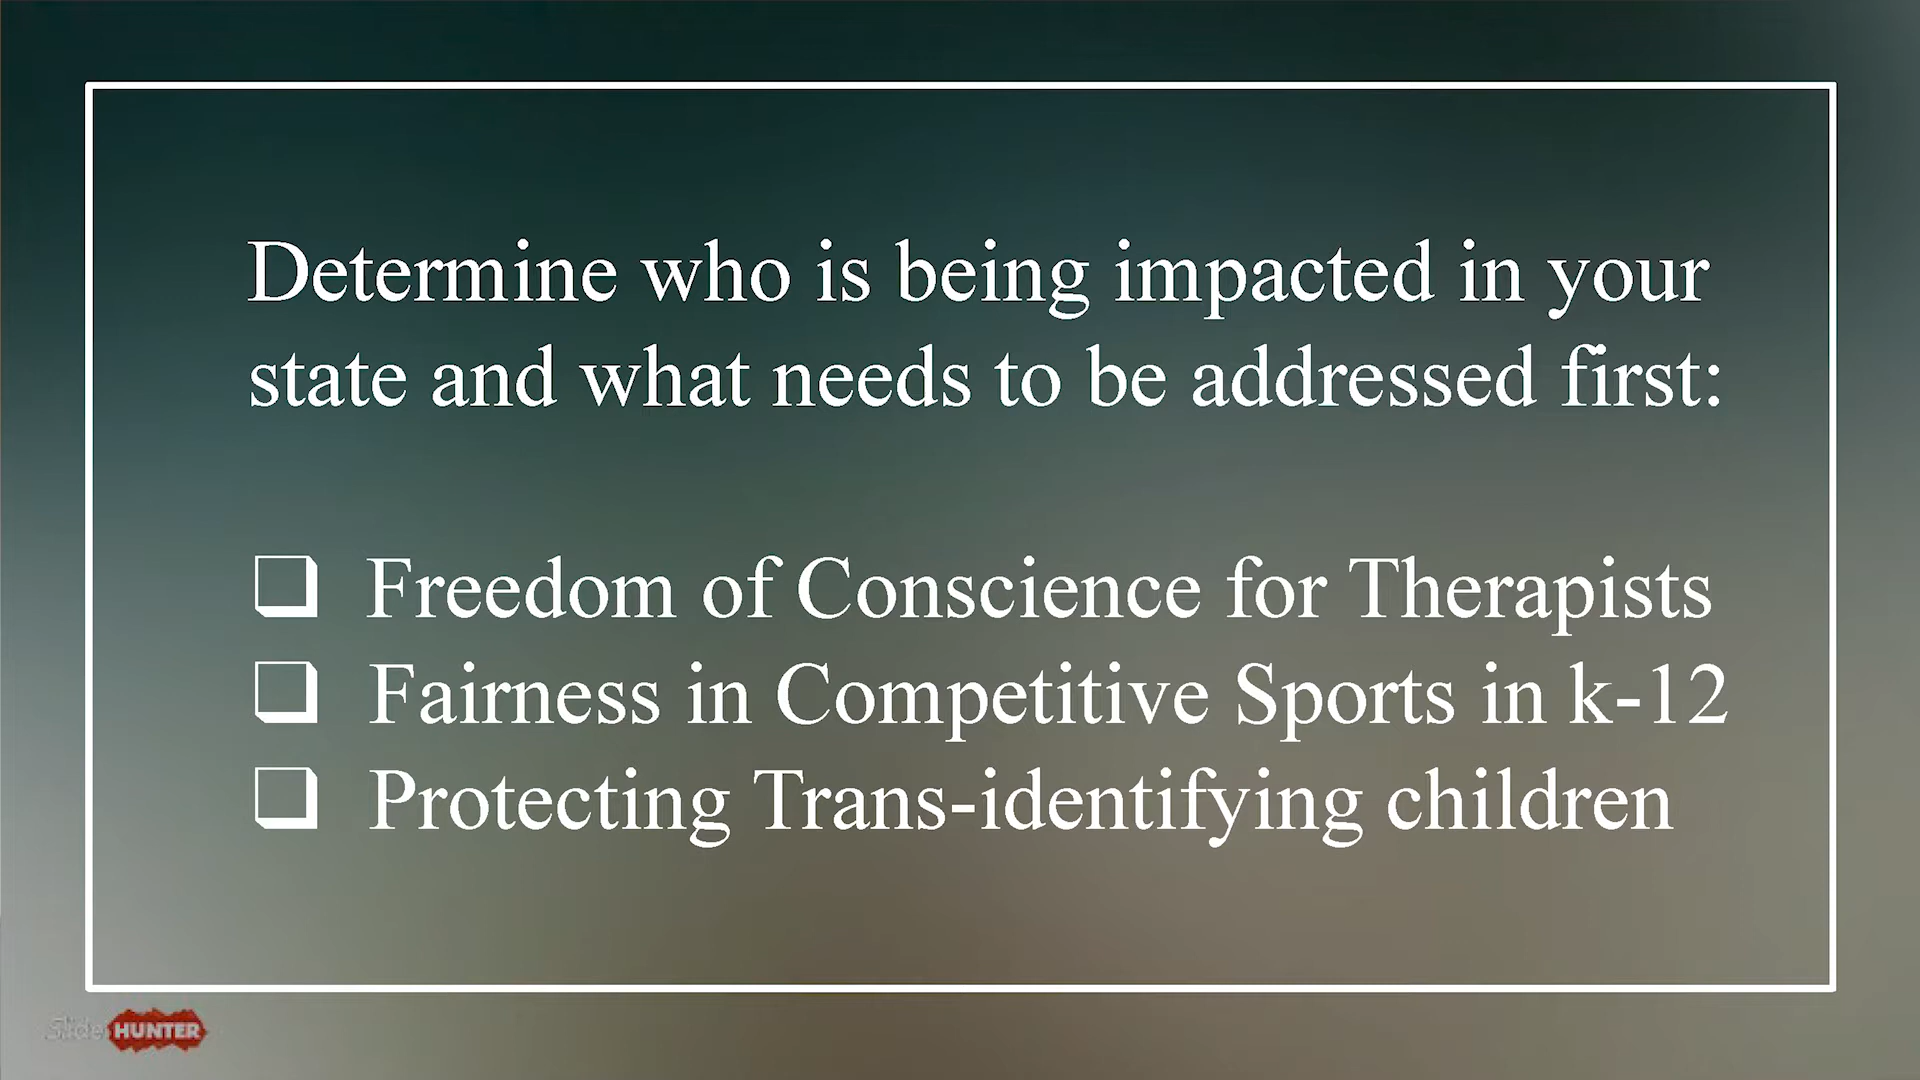 Determine who is being impacted in your
state and what needs to be addressed first:
❑ Freedom of Conscience for Therapists
❑ Fairness in Competitive Sports in k-12
❑ Protecting Trans-identifying children
Slide HUNTER